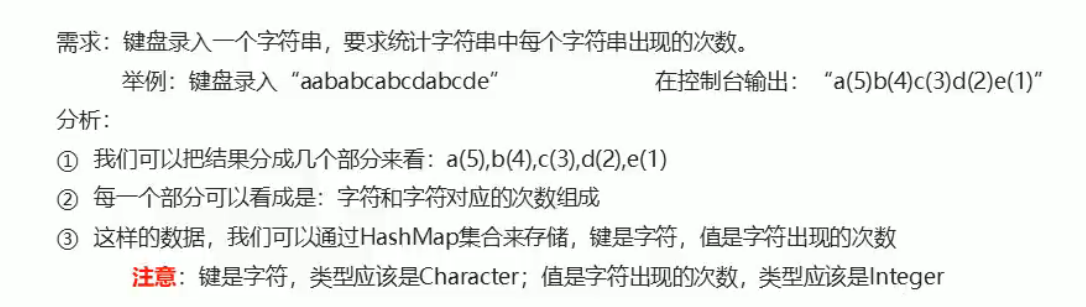 需求：键盘录入一个字符串，要求统计字符串中每个字符串出现的次数。
举例：键盘录入“aababcabcdabcde” 在控制台输出：“a(5)b(4)c(3)d(2)e(1)”
分析：
① 我们可以把结果分成几个部分来看：a(5),b(4),c(3),d(2),e(1)
② 每一个部分可以看成是：字符和字符对应的次数组成
③ 这样的数据，我们可以通过HashMap集合来存储，键是字符，值是字符出现的次数
注意：键是字符，类型应该是Character；值是字符出现的次数，类型应该是Integer